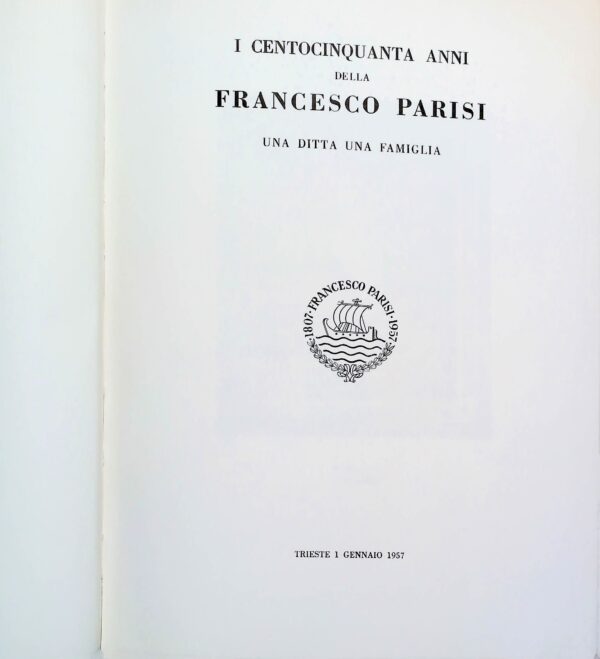 I CENTOCINQUANTA ANNI
DELLA
FRANCESCO PARISI
UNA DITTA UNA FAMIGLIA
·1807·FRANCESCO PARISI·1957·
TRIESTE 1 GENNAIO 1957